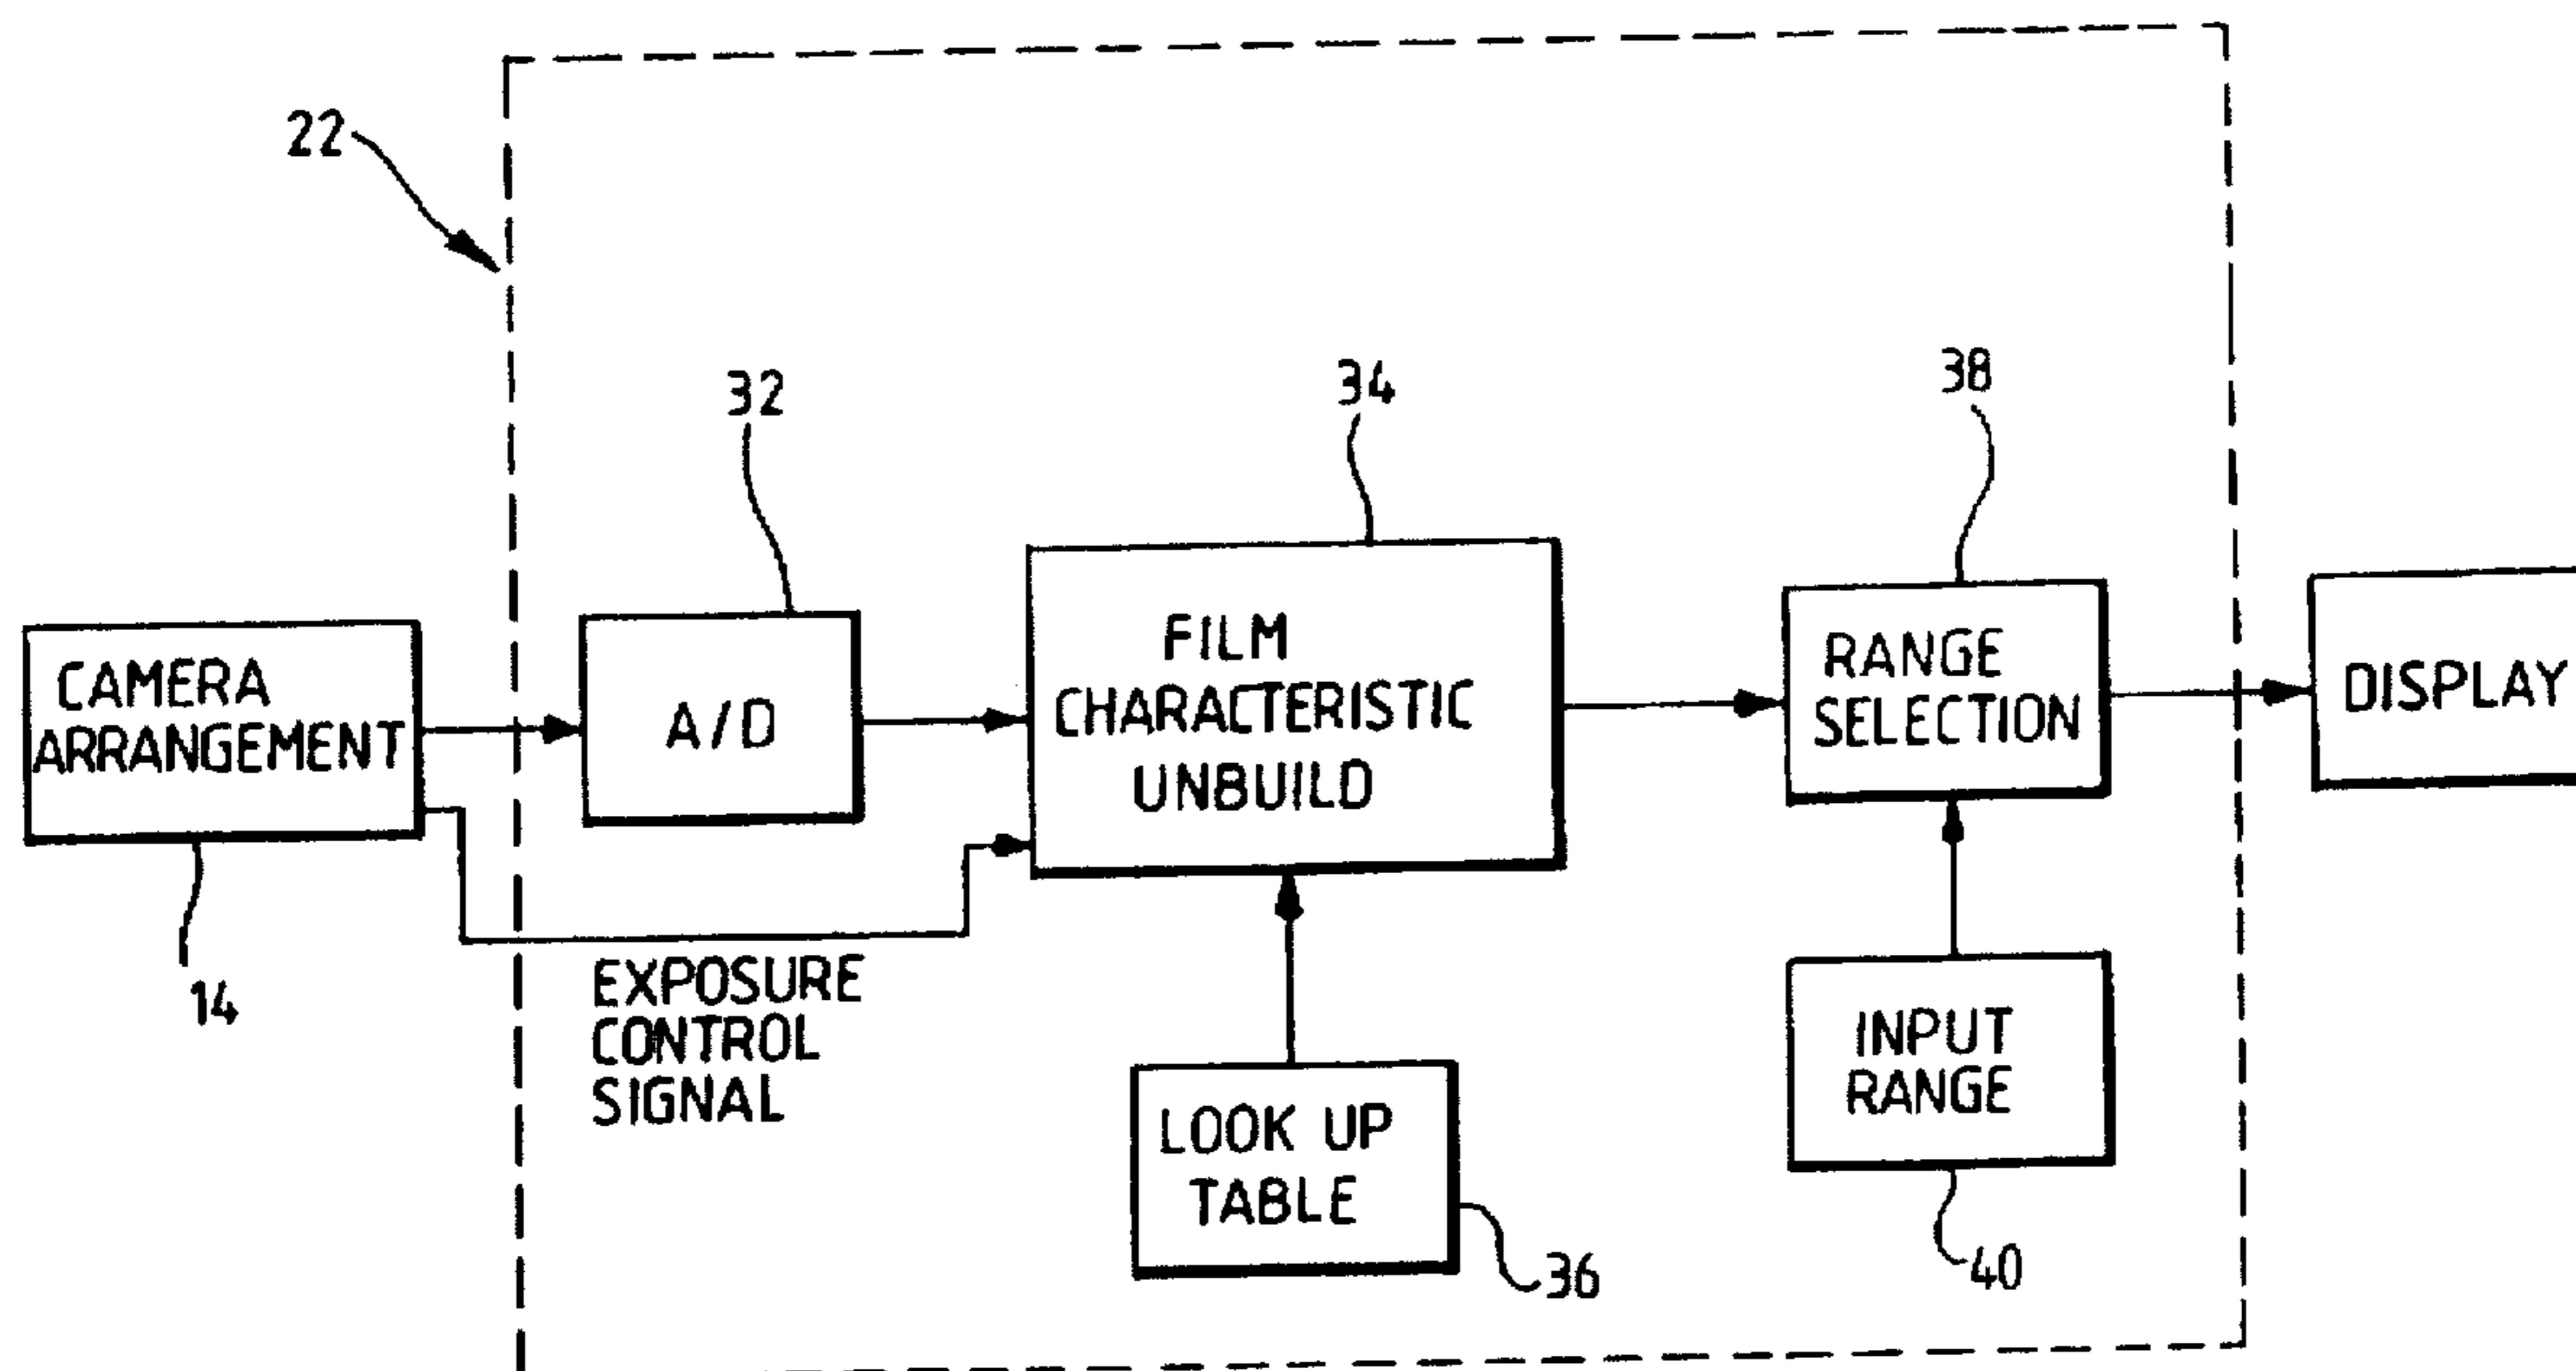 22
32
34
38
CAMERA
ARRANGEMENT
A/D
FILM
CHARACTERISTIC
UNBUILD
RANGE
SELECTION
DISPLAY
14
EXPOSURE
CONTROL
SIGNAL
LOOK UP
TABLE
36
INPUT
RANGE
40